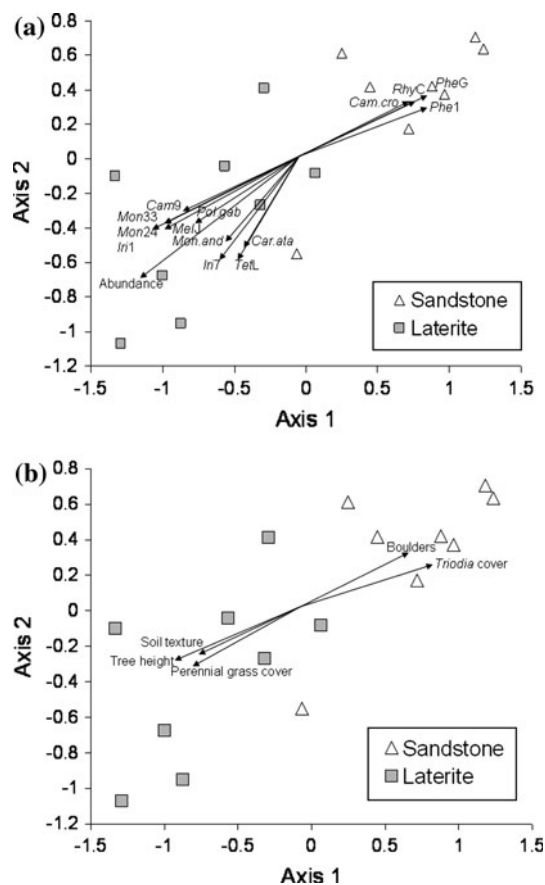 (a)
0.8
0.6
0.4
0.2
0
-0.2
-0.4
-0.6
-0.8
-1
-1.2
Axis 2
RhyC
PheG
Cam.cro
Phe1
Cam9
Mon33
Pol.gab
Mon24
MelJ
Iri1
Mon.and
Car.ata
Abundance
IriT
TetL
Sandstone
Laterite
-1.5
-1
-0.5
0
0.5
1
1.5
Axis 1
(b)
0.8
0.6
0.4
0.2
0
-0.2
-0.4
-0.6
-0.8
-1
-1.2
Axis 2
Boulders
Triodia cover
Soil texture
Tree height
Perennial grass cover
Sandstone
Laterite
-1.5
-1
-0.5
0
0.5
1
1.5
Axis 1